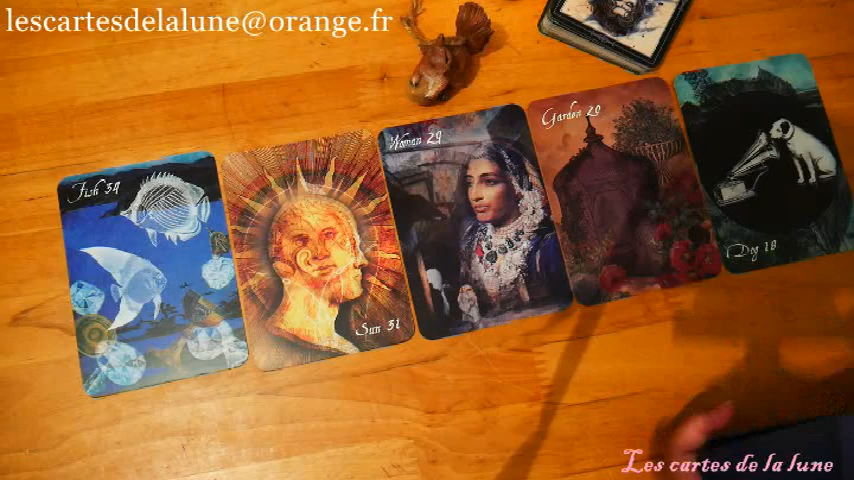 lescartesdelalune@orange.fr
Fish 34
Sun 31
Woman 29
Garden 20
Dog 18
Les cartes de la lune